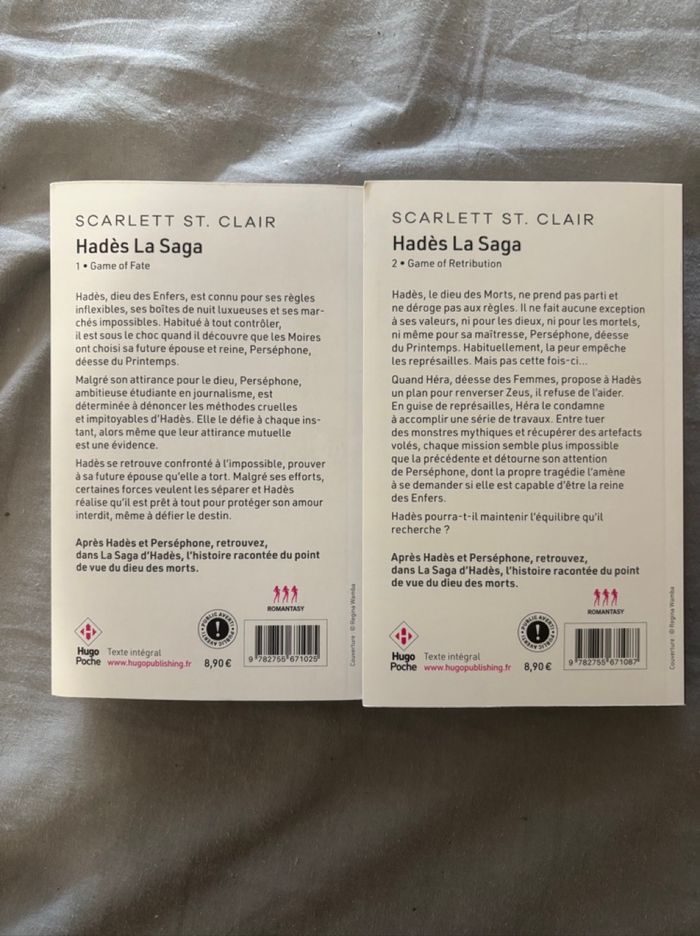 SCARLETT ST. CLAIR
Hadès La Saga
1 • Game of Fate
Hadès, dieu des Enfers, est connu pour ses règles
inflexibles, ses boîtes de nuit luxueuses et ses mar-
chés impossibles. Habitué à tout contrôler,
il est sous le choc quand il découvre que les Moires
ont choisi sa future épouse et reine, Perséphone,
déesse du Printemps.
Malgré son attirance pour le dieu, Perséphone,
ambitieuse étudiante en journalisme, est
déterminée à dénoncer les méthodes cruelles
et impitoyables d'Hadès. Elle le défie à chaque ins-
tant, alors même que leur attirance mutuelle
est une évidence.
Hadès se retrouve confronté à l'impossible, prouver
à sa future épouse qu'elle a tort. Malgré ses efforts,
certaines forces veulent les séparer et Hadès
réalise qu'il est prêt à tout pour protéger son amour
interdit, même à défier le destin.
Après Hadès et Perséphone, retrouvez,
dans La Saga d'Hadès, l'histoire racontée du point
de vue du dieu des morts.
ROMANTASY
Hugo
Poche
Texte intégral
www.hugopublishing.fr
PUBLIC AVERTI • PUBLIC AVERTI •
8,90 €
9 782755 671025
Couverture : © Regina Wamba
SCARLETT ST. CLAIR
Hadès La Saga
2 • Game of Retribution
Hadès, le dieu des Morts, ne prend pas parti et
ne déroge pas aux règles. Il ne fait aucune exception
à ses valeurs, ni pour les dieux, ni pour les mortels,
ni même pour sa maîtresse, Perséphone, déesse
du Printemps. Habituellement, la peur empêche
les représailles. Mais pas cette fois-ci...
Quand Héra, déesse des Femmes, propose à Hadès
un plan pour renverser Zeus, il refuse de l'aider.
En guise de représailles, Héra le condamne
à accomplir une série de travaux. Entre tuer
des monstres mythiques et récupérer des artefacts
volés, chaque mission semble plus impossible
que la précédente et détourne son attention
de Perséphone, dont la propre tragédie l'amène
à se demander si elle est capable d'être la reine
des Enfers.
Hadès pourra-t-il maintenir l'équilibre qu'il
recherche ?
Après Hadès et Perséphone, retrouvez,
dans La Saga d'Hadès, l'histoire racontée du point
de vue du dieu des morts.
ROMANTASY
Hugo
Poche
Texte intégral
www.hugopublishing.fr
PUBLIC AVERTI • PUBLIC AVERTI •
8,90 €
9 782755 671087
Couverture : © Regina Wamba